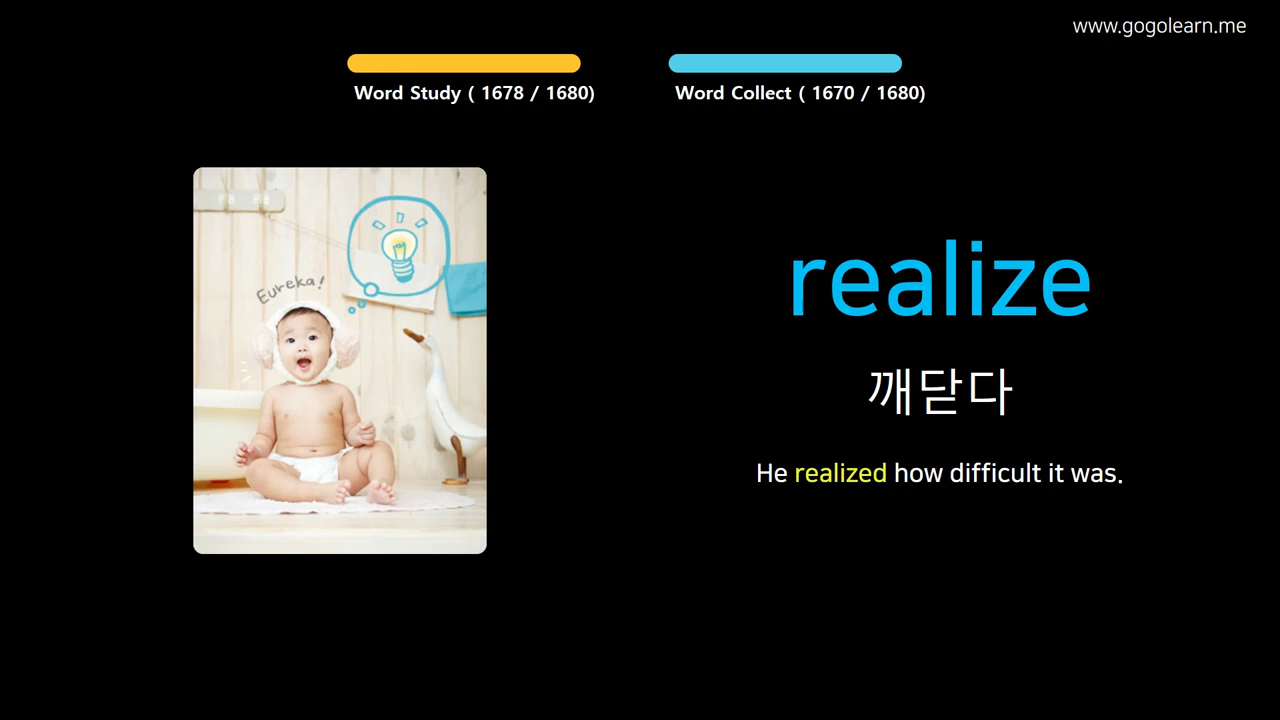 www.gogolearn.me
Word Study ( 1678 / 1680)
Word Collect ( 1670 / 1680)
Eureka!
realize
깨닫다
He realized how difficult it was.